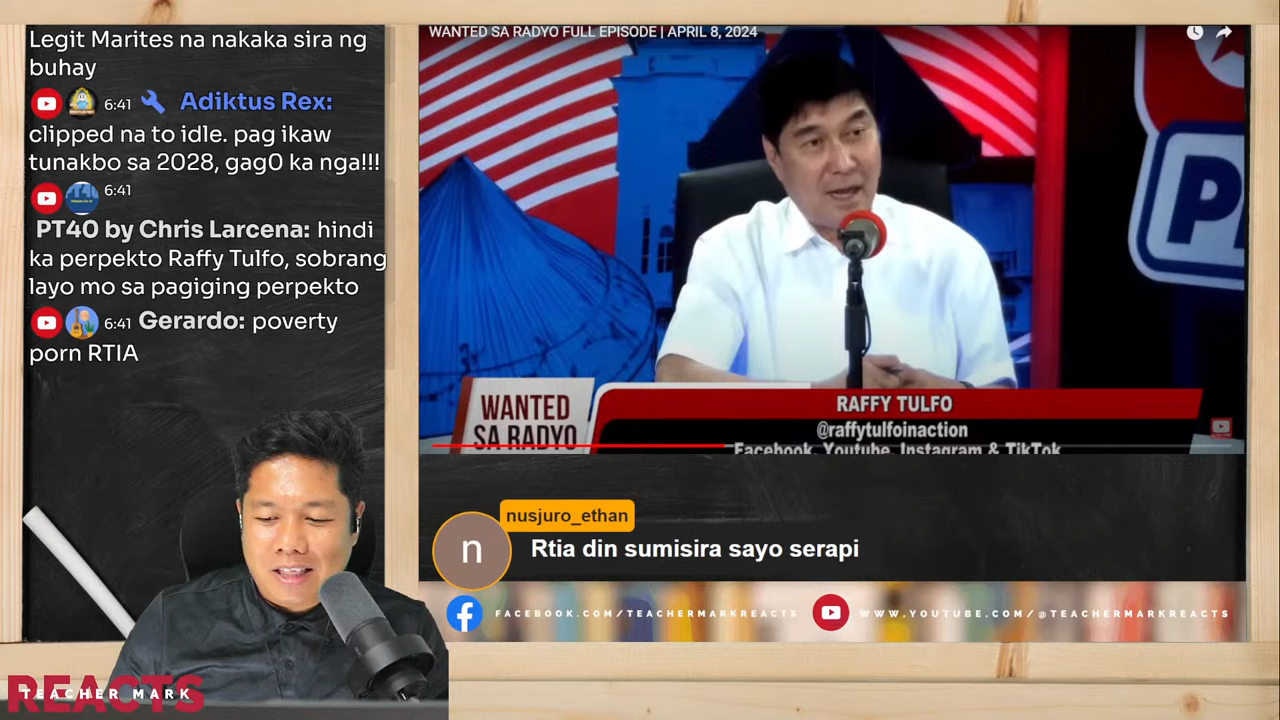 Legit Marites na nakaka sira ng
buhay
6:41 Adiktus Rex:
clipped na to idle. pag ikaw
tunakbo sa 2028, gag0 ka nga!!!
6:41
PT40 by Chris Larcena: hindi
ka perpekto Raffy Tulfo, sobrang
layo mo sa pagiging perpekto
6:41 Gerardo: poverty
porn RTIA
WANTED SA RADYO FULL EPISODE | APRIL 8, 2024
WANTED
SA RADYO
RAFFY TULFO
@raffytulfoinaction
Facebook, Youtube, Instagram & TikTok
nusjuro_ethan
n
Rtia din sumisira sayo serapi
FACEBOOK.COM/TEACHERMARKREACTS
WWW.YOUTUBE.COM/@TEACHERMARKREACTS
REACTS
TEACHER MARK